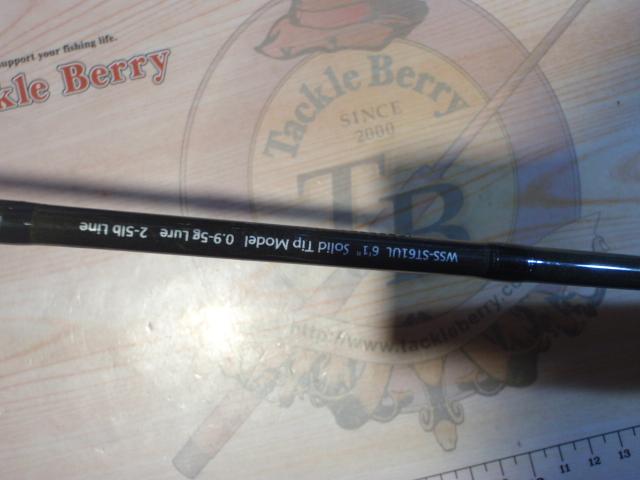 support your fishing life.
kle Berry
Tackle Berry
SINCE
2000
TB
WSS-ST61UL 6'1" Solid Tip Model 0.9-5g Lure 2-5lb Line
http://www.tackleberry.co
11 12 13